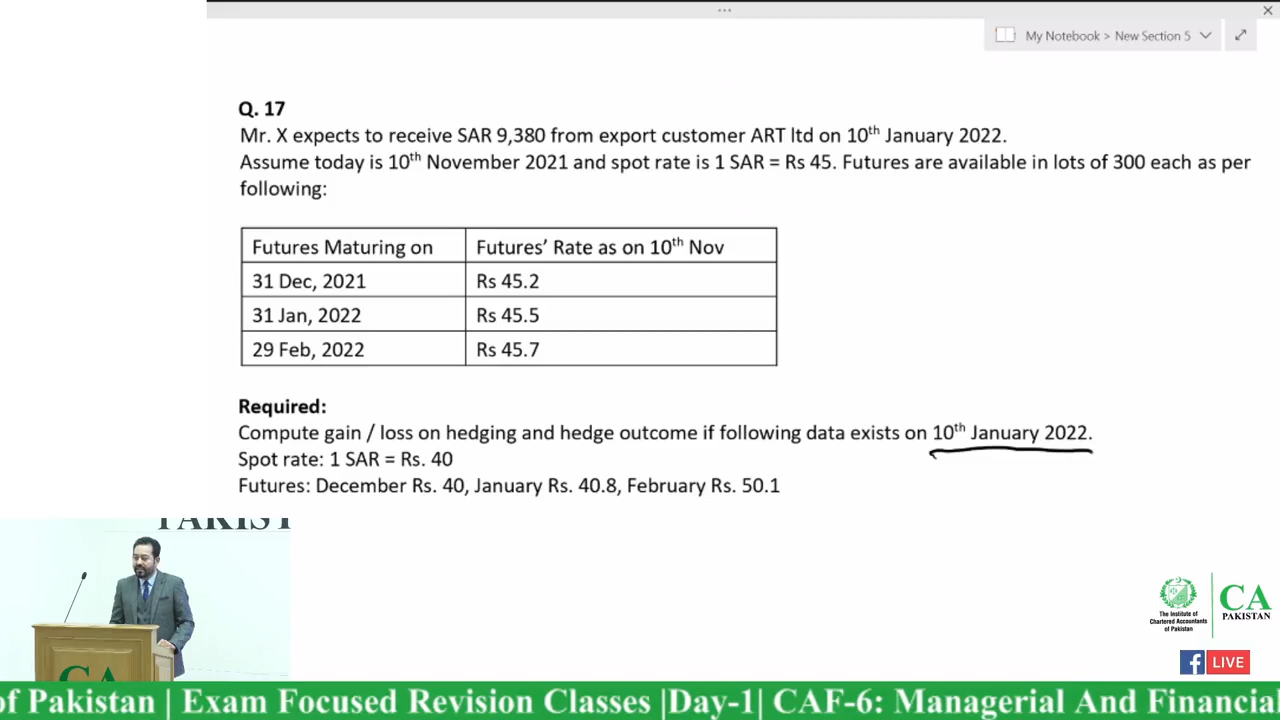 ...
My Notebook > New Section 5
Q. 17
Mr. X expects to receive SAR 9,380 from export customer ART ltd on 10th January 2022.
Assume today is 10th November 2021 and spot rate is 1 SAR = Rs 45. Futures are available in lots of 300 each as per
following:
Futures Maturing on Futures’ Rate as on 10th Nov
31 Dec, 2021 Rs 45.2
31 Jan, 2022 Rs 45.5
29 Feb, 2022 Rs 45.7
Required:
Compute gain / loss on hedging and hedge outcome if following data exists on 10th January 2022.
Spot rate: 1 SAR = Rs. 40
Futures: December Rs. 40, January Rs. 40.8, February Rs. 50.1
PAKIST
CA
The Institute of
Chartered Accountants
of Pakistan
CA
PAKISTAN
f LIVE
of Pakistan | Exam Focused Revision Classes |Day-1| CAF-6: Managerial And Financial